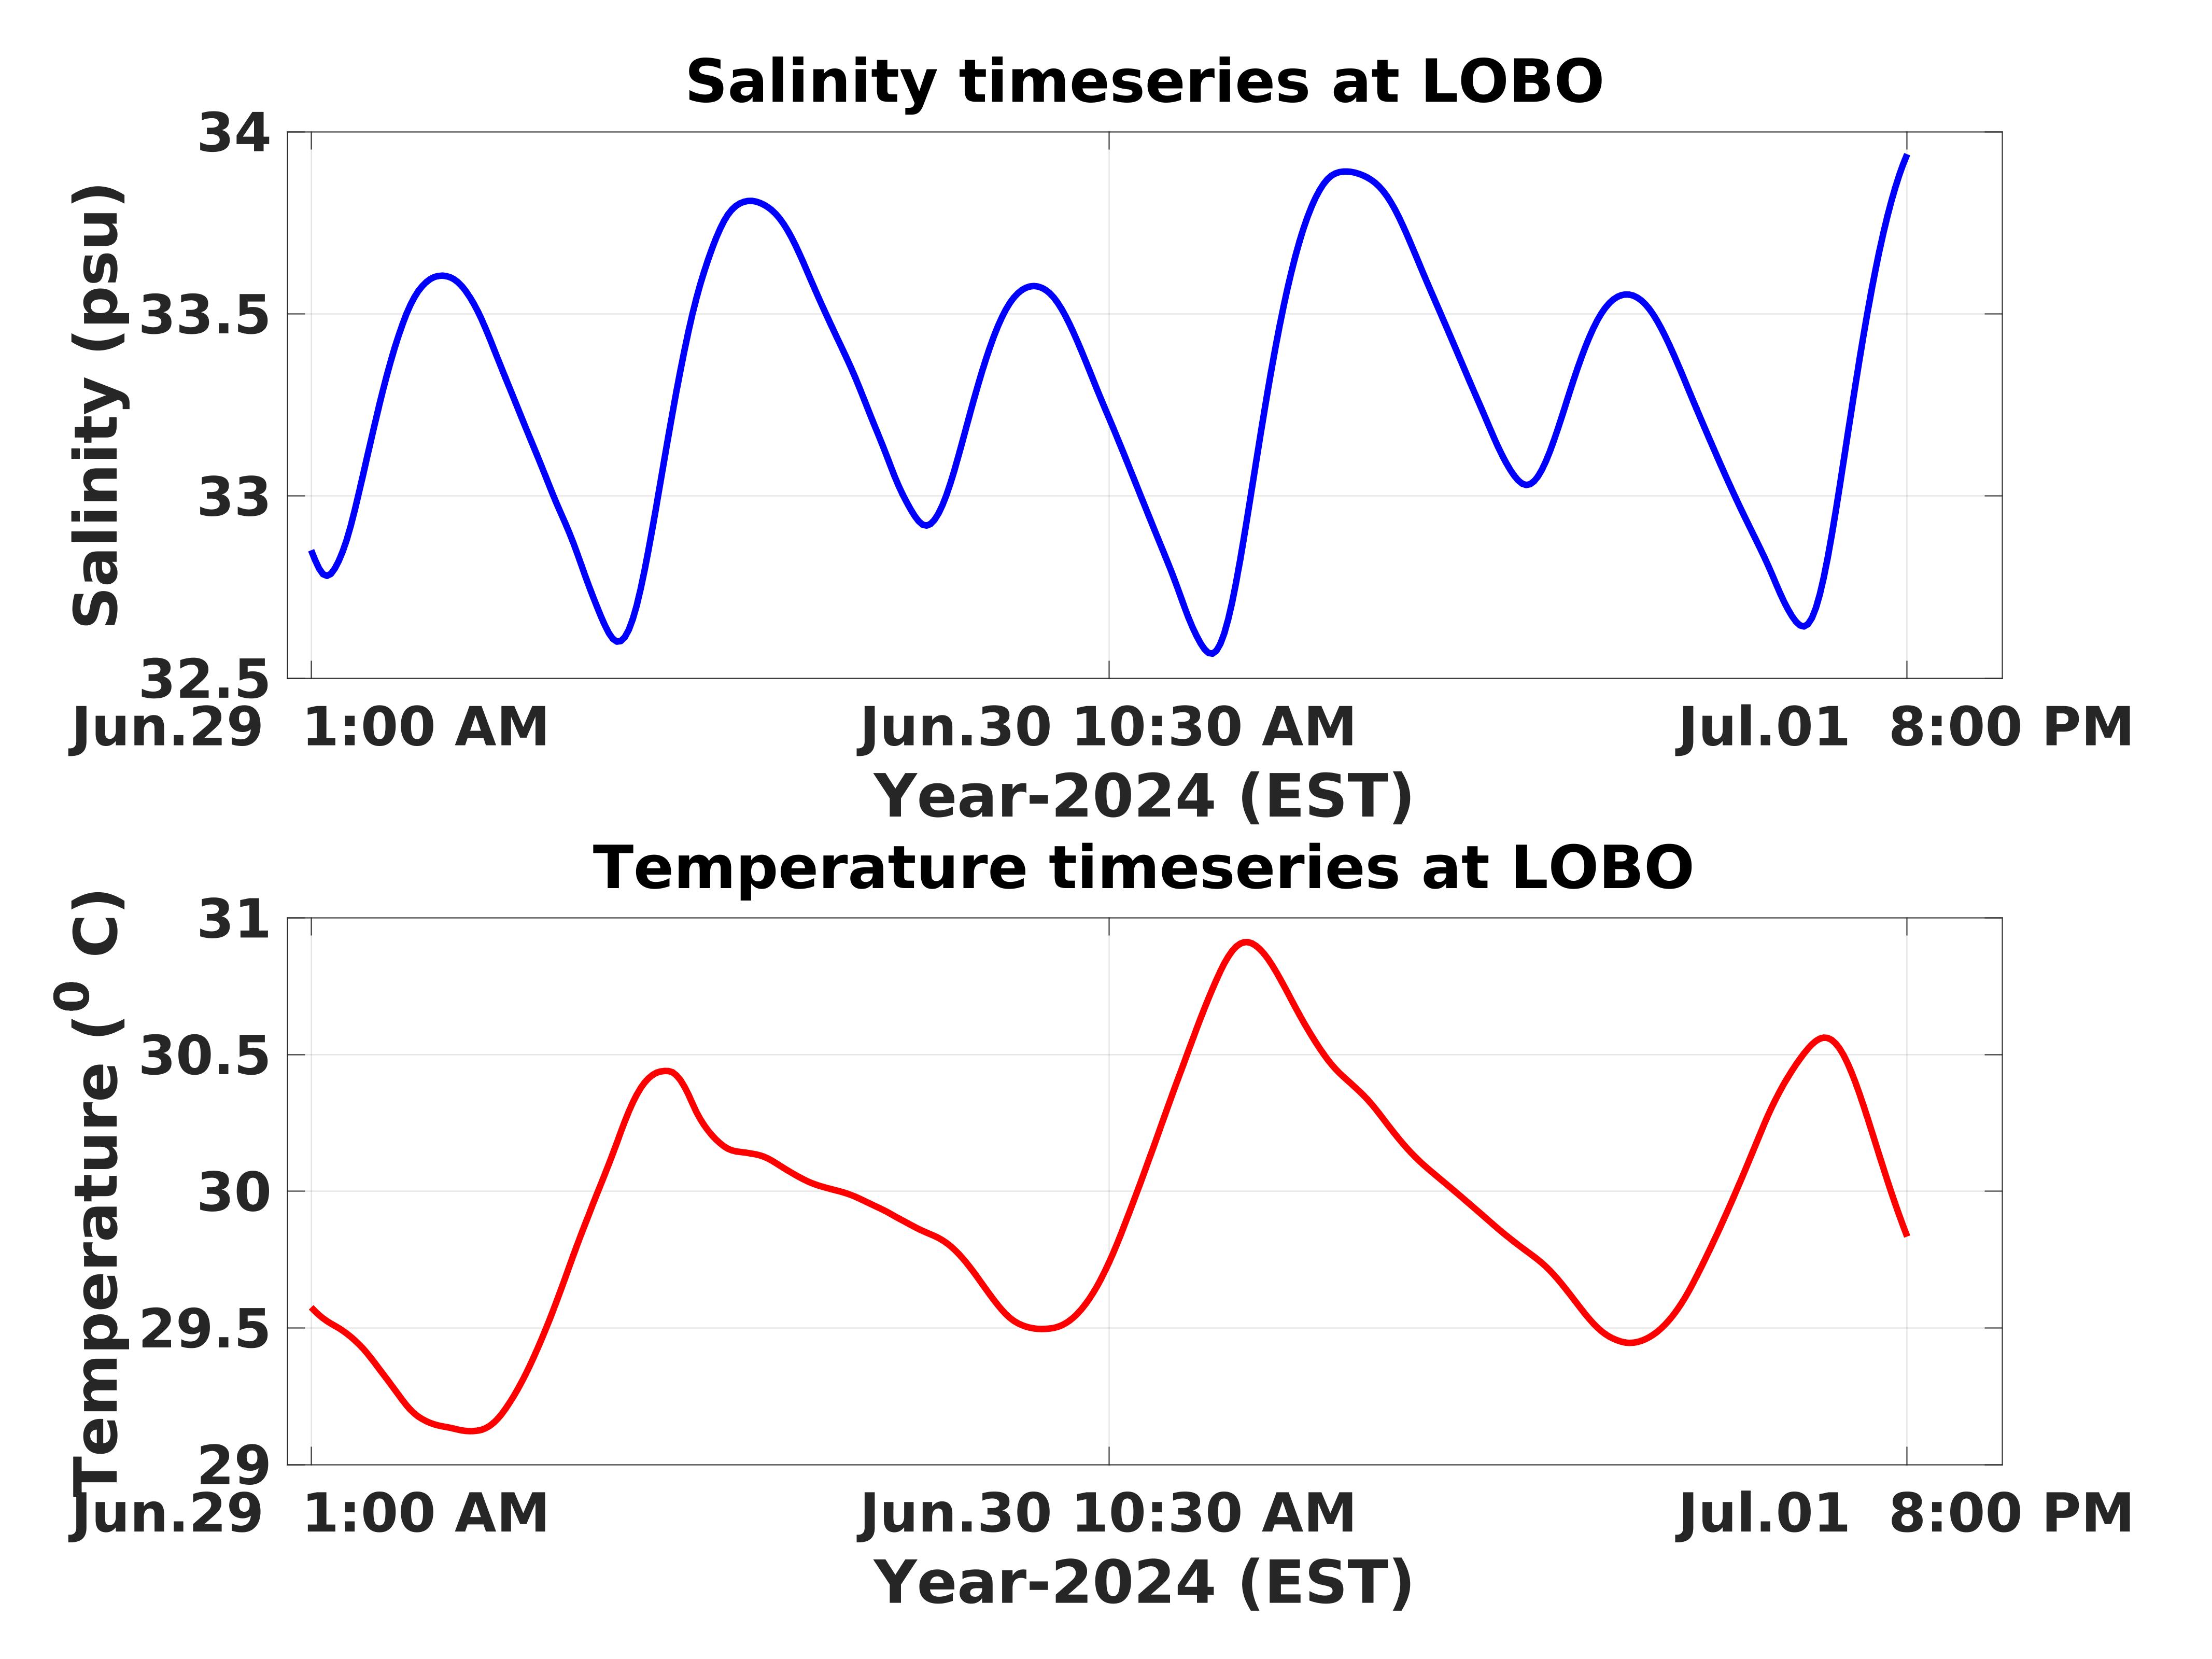 Salinity timeseries at LOBO
Salinity (psu)
34
33.5
33
32.5
Jun.29  1:00 AM
Jun.30 10:30 AM
Jul.01  8:00 PM
Year-2024 (EST)
Temperature timeseries at LOBO
Temperature (⁰ C)
31
30.5
30
29.5
29
Jun.29  1:00 AM
Jun.30 10:30 AM
Jul.01  8:00 PM
Year-2024 (EST)